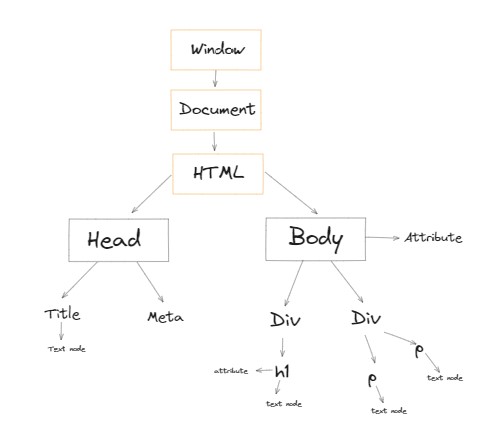 Window
Document
HTML
Head
Body
Attribute
Title
Meta
Div
Div
Text node
p
attribute
h1
p
text node
text node
text node